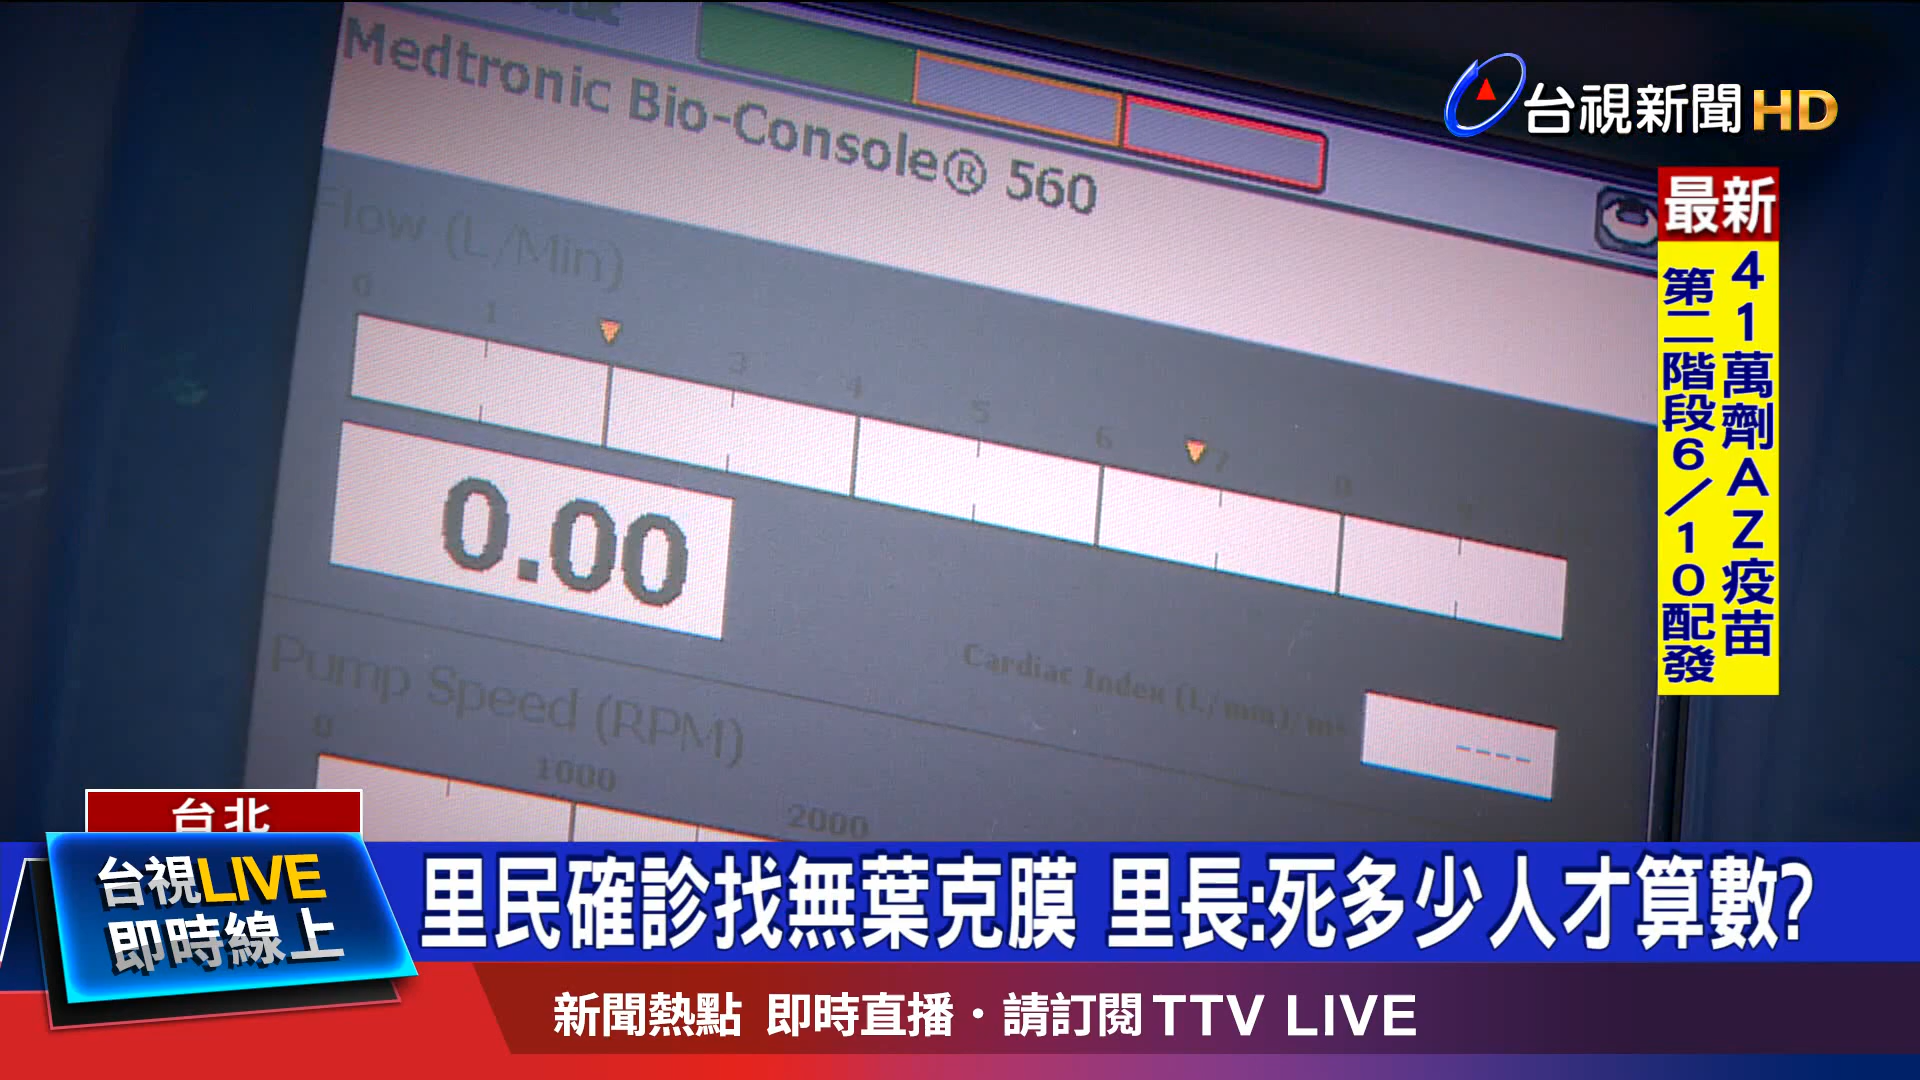 Medtronic Bio-Console® 560
Flow (L/Min)
0 1 3 4 5 6 7
0.00
Cardiac Index
----
Pump Speed (RPM)
0 1000 2000
台視新聞HD
最新
41萬劑AZ疫苗
第二階段6/10配發
台北
台視LIVE
即時線上
里民確診找無葉克膜 里長:死多少人才算數?
新聞熱點 即時直播·請訂閱TTV LIVE